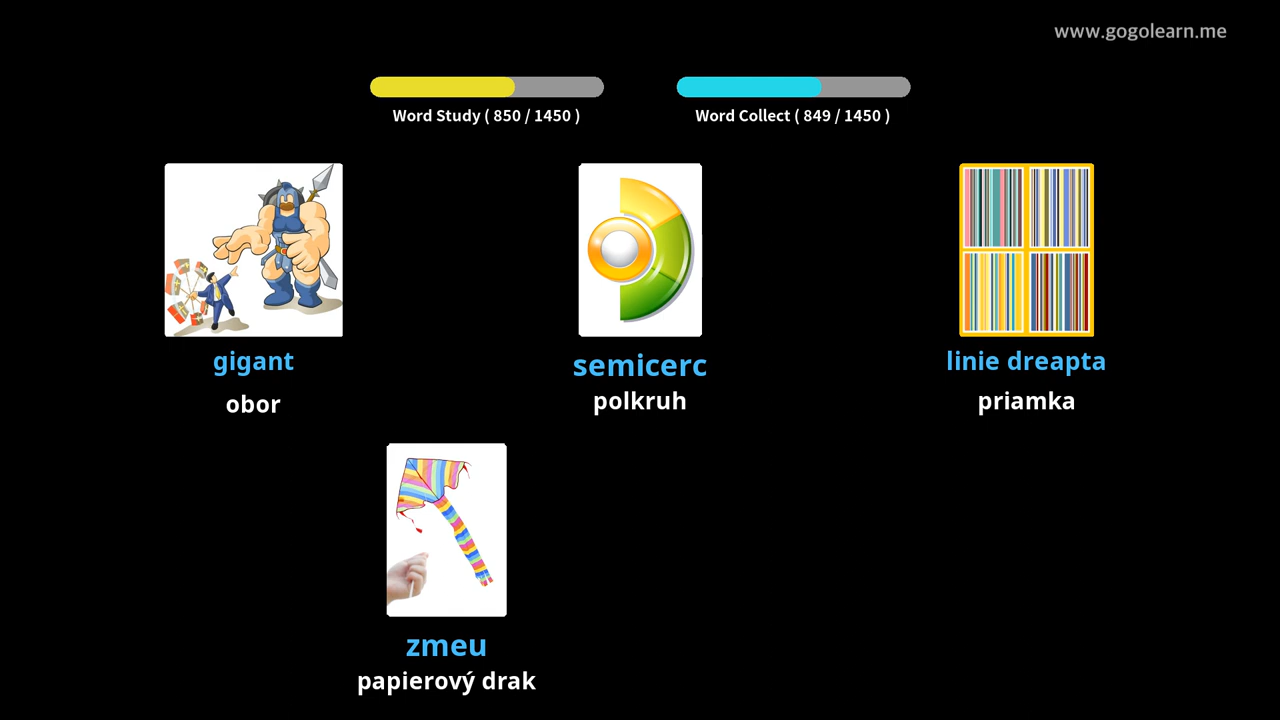 www.gogolearn.me
Word Study ( 850 / 1450 )
Word Collect ( 849 / 1450 )
gigant
obor
semicerc
polkruh
linie dreapta
priamka
zmeu
papierový drak